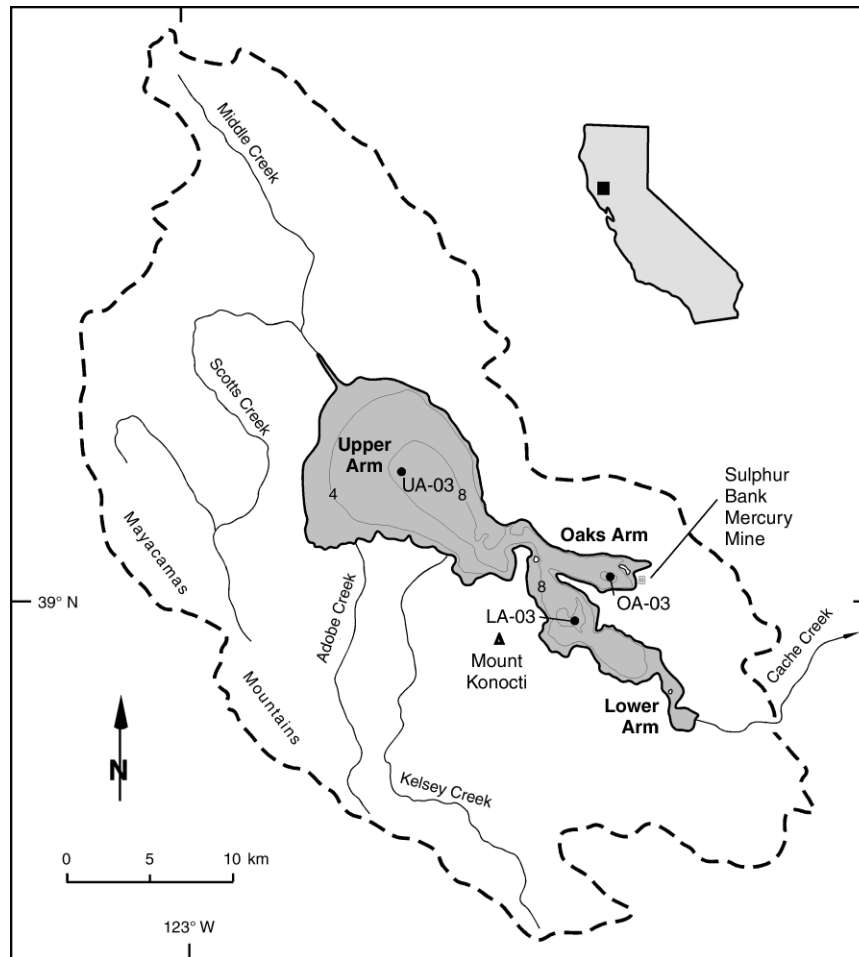 Middle Creek
Scotts Creek
Upper
Arm
UA-03
4
8
Sulphur
Bank
Mercury
Mine
Oaks Arm
Mayacamas
8
OA-03
39° N
LA-03
Adobe Creek
Mount
Konocti
Cache Creek
Mountains
Lower
Arm
N
Kelsey Creek
0 5 10 km
123° W